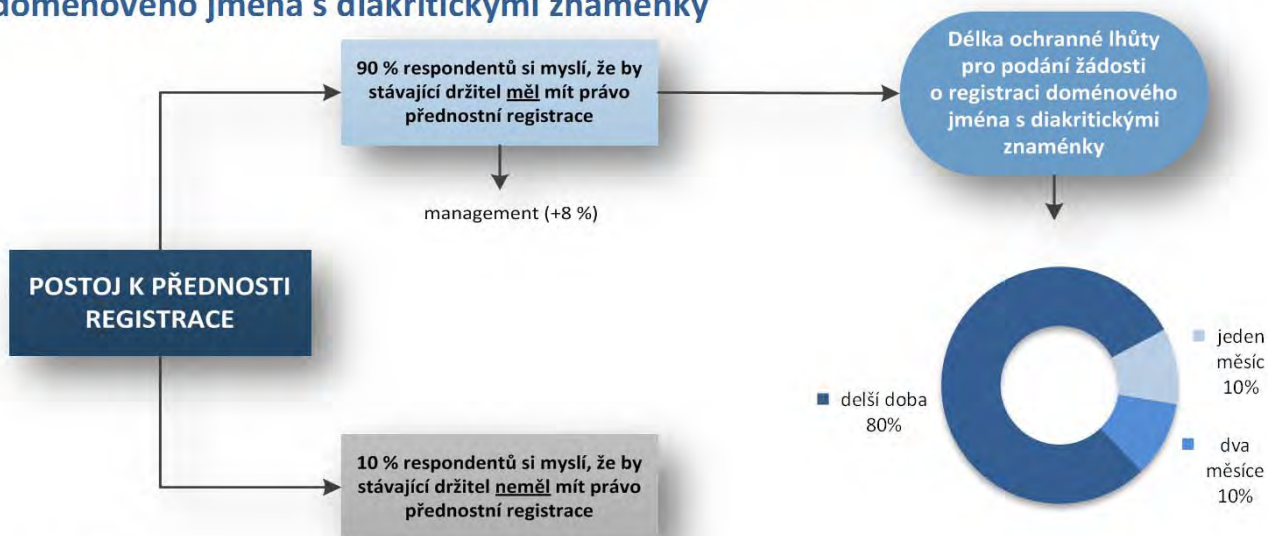 doménového jména s diakritickými znaménky
90 % respondentů si myslí, že by
stávající držitel měl mít právo
přednostní registrace
management (+8 %)
Délka ochranné lhůty
pro podání žádosti
o registraci doménového
jména s diakritickými
znaménky
POSTOJ K PŘEDNOSTI
REGISTRACE
jeden
měsíc
10%
delší doba
80%
dva
měsíce
10%
10 % respondentů si myslí, že by
stávající držitel neměl mít právo
přednostní registrace